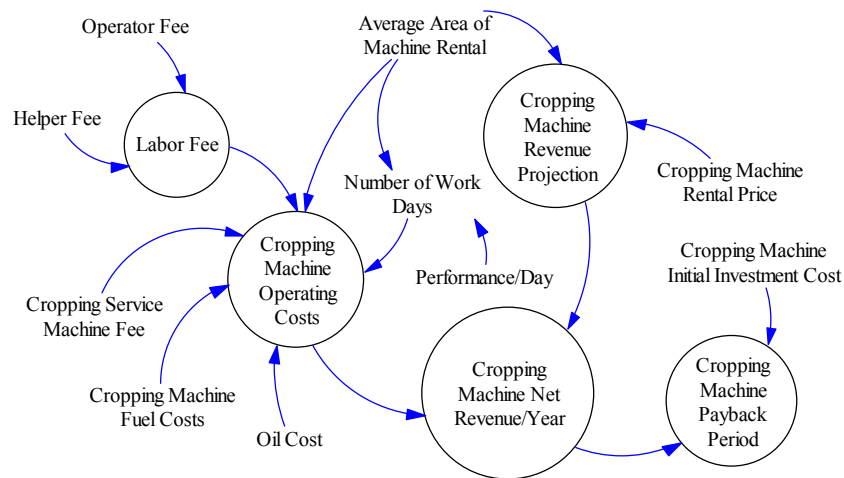 Operator Fee
Average Area of
Machine Rental
Helper Fee
Labor Fee
Cropping
Machine
Revenue
Projection
Cropping Machine
Rental Price
Number of Work
Days
Cropping
Machine
Operating
Costs
Performance/Day
Cropping Machine
Initial Investment Cost
Cropping Service
Machine Fee
Cropping Machine
Fuel Costs
Oil Cost
Cropping
Machine Net
Revenue/Year
Cropping
Machine
Payback
Period